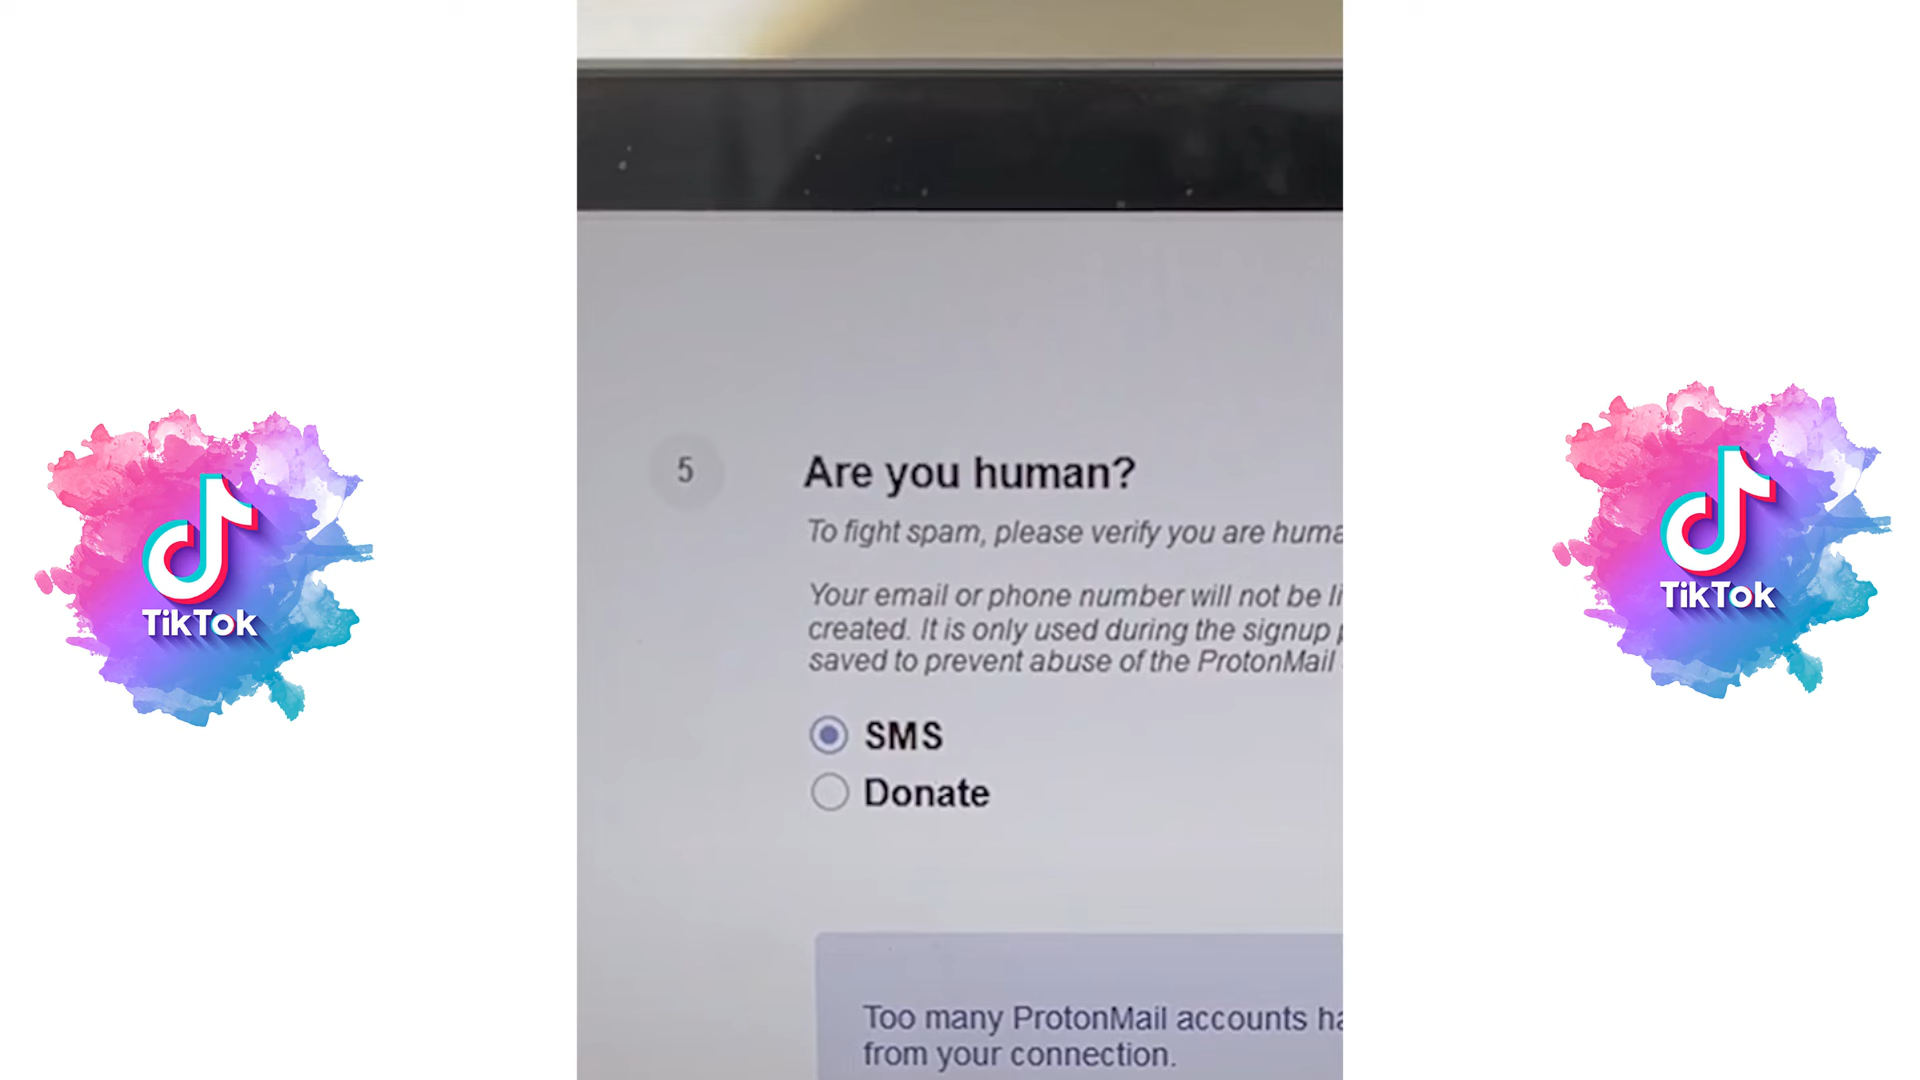 5
Are you human?
To fight spam, please verify you are huma
Your email or phone number will not be li
created. It is only used during the signup
saved to prevent abuse of the ProtonMail
SMS
Donate
Too many ProtonMail accounts ha
from your connection.
TikTok
TikTok